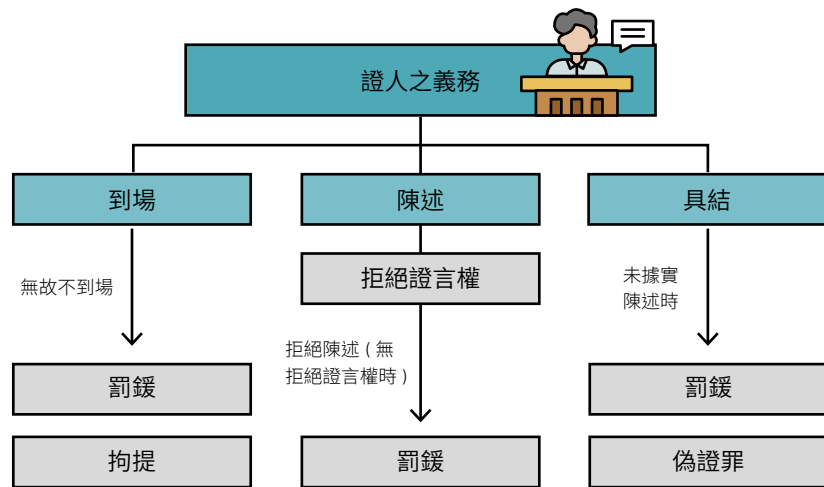 證人之義務
到場
陳述
具結
拒絕證言權
無故不到場
未據實
陳述時
拒絕陳述 ( 無
拒絕證言權時 )
罰鍰
罰鍰
拘提
罰鍰
偽證罪